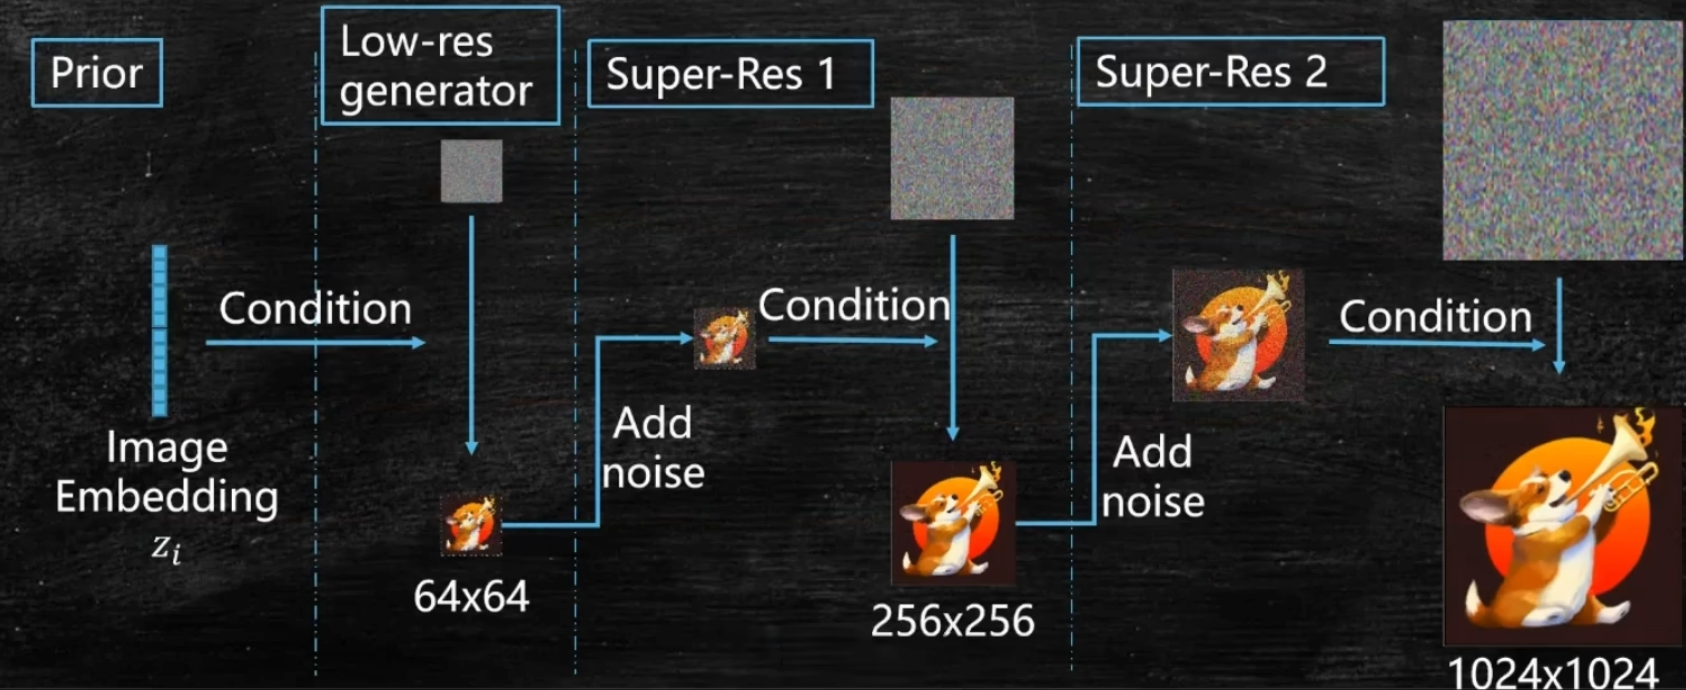 Prior
Low-res
generator
Super-Res 1
Super-Res 2
Condition
Condition
Condition
Image
Embedding
z_i
Add
noise
Add
noise
64x64
256x256
1024x1024